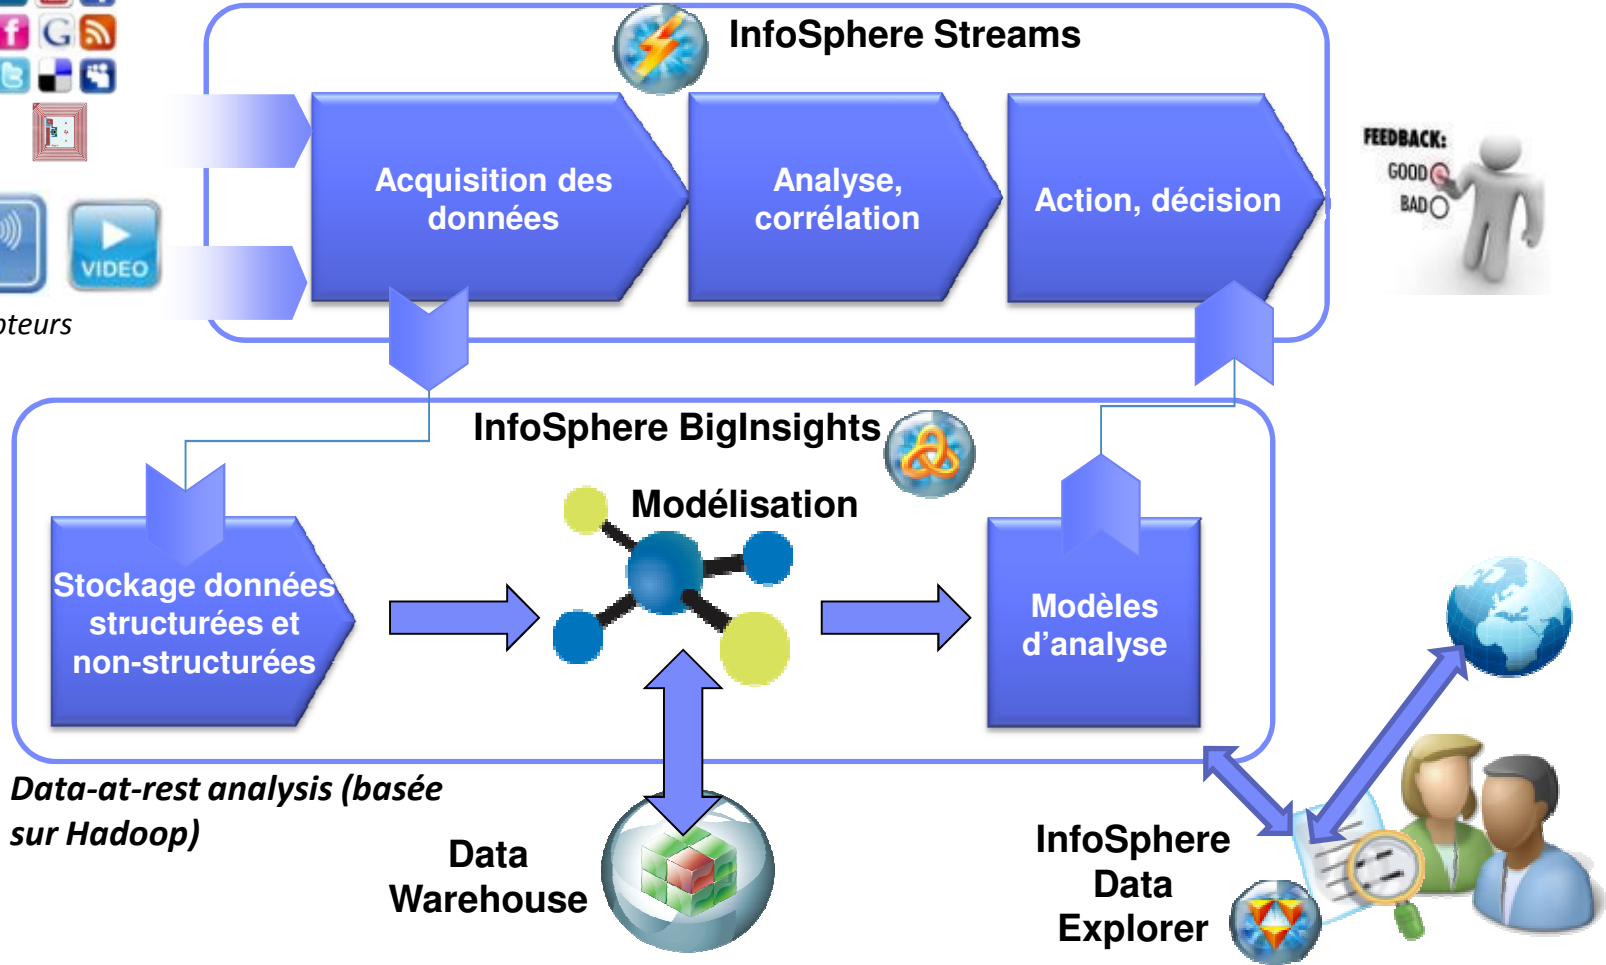 InfoSphere Streams
Acquisition des
données
Analyse,
corrélation
Action, décision
FEEDBACK:
GOOD
BAD
VIDEO
InfoSphere BigInsights
Modélisation
Stockage données
structurées et
non-structurées
Modèles
d’analyse
Data-at-rest analysis (basée
sur Hadoop)
Data
Warehouse
InfoSphere
Data
Explorer